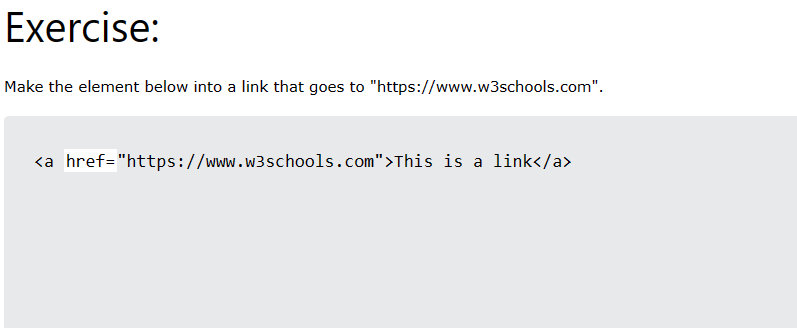 Exercise:
Make the element below into a link that goes to "https://www.w3schools.com".
<a href="https://www.w3schools.com">This is a link</a>